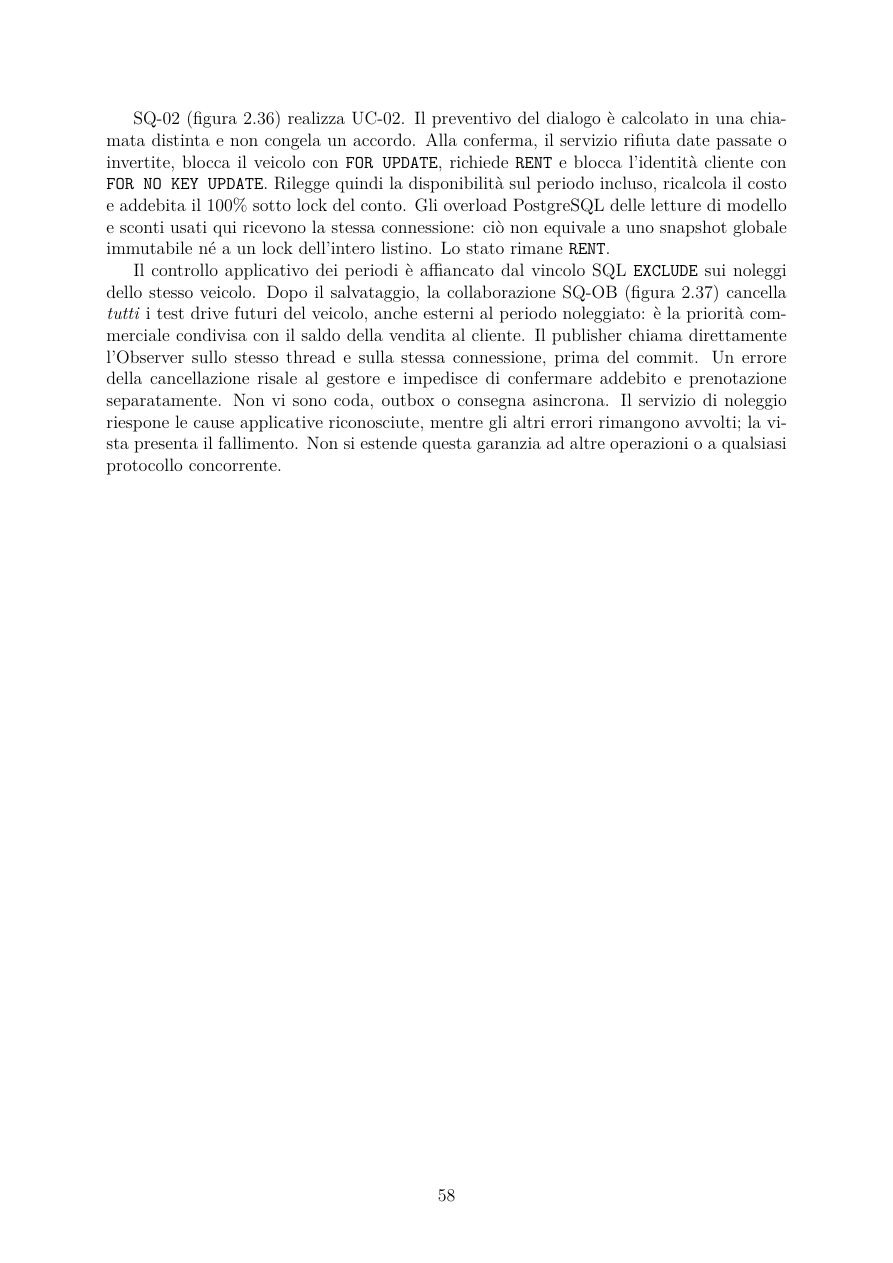 SQ-02 (figura 2.36) realizza UC-02. Il preventivo del dialogo è calcolato in una chia-
mata distinta e non congela un accordo. Alla conferma, il servizio rifiuta date passate o
invertite, blocca il veicolo con FOR UPDATE, richiede RENT e blocca l'identità cliente con
FOR NO KEY UPDATE. Rilegge quindi la disponibilità sul periodo incluso, ricalcola il costo
e addebita il 100% sotto lock del conto. Gli overload PostgreSQL delle letture di modello
e sconti usati qui ricevono la stessa connessione: ciò non equivale a uno snapshot globale
immutabile né a un lock dell'intero listino. Lo stato rimane RENT.
Il controllo applicativo dei periodi è affiancato dal vincolo SQL EXCLUDE sui noleggi
dello stesso veicolo. Dopo il salvataggio, la collaborazione SQ-OB (figura 2.37) cancella
tutti i test drive futuri del veicolo, anche esterni al periodo noleggiato: è la priorità com-
merciale condivisa con il saldo della vendita al cliente. Il publisher chiama direttamente
l'Observer sullo stesso thread e sulla stessa connessione, prima del commit. Un errore
della cancellazione risale al gestore e impedisce di confermare addebito e prenotazione
separatamente. Non vi sono coda, outbox o consegna asincrona. Il servizio di noleggio
riespone le cause applicative riconosciute, mentre gli altri errori rimangono avvolti; la vi-
sta presenta il fallimento. Non si estende questa garanzia ad altre operazioni o a qualsiasi
protocollo concorrente.
58